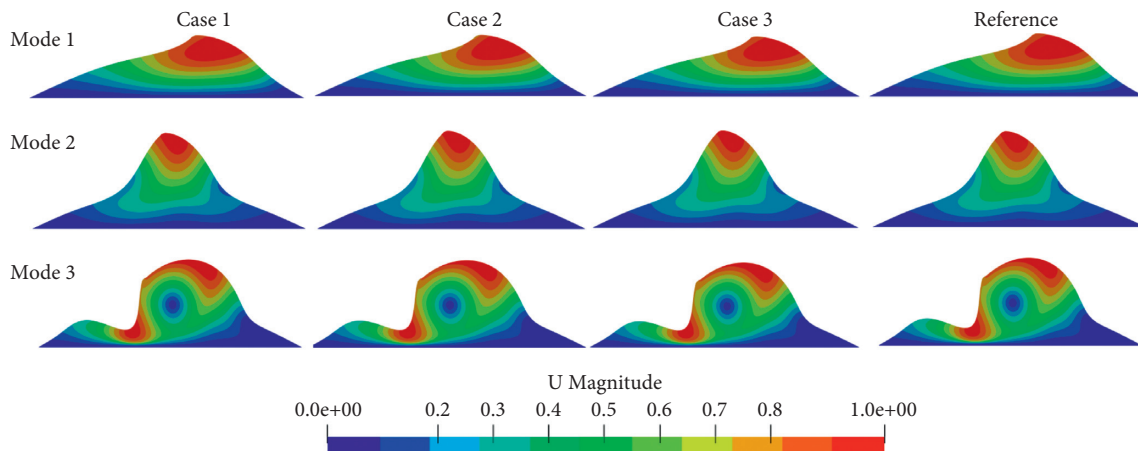 Case 1 Case 2 Case 3 Reference
Mode 1
Mode 2
Mode 3
U Magnitude
0.0e+00 0.2 0.3 0.4 0.5 0.6 0.7 0.8 1.0e+00